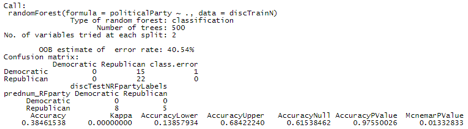 Call:
randomForest(formula = politicalParty ~ ., data = discTrainN)
Type of random forest: classification
Number of trees: 500
No. of variables tried at each split: 2
OOB estimate of error rate: 40.54%
Confusion matrix:
Democratic Republican class.error
Democratic 0 15 1
Republican 0 22 0
discTestNRFpartyLabels
prednum_RFparty Democratic Republican
Democratic 0 0
Republican 8 5
Accuracy Kappa AccuracyLower AccuracyUpper AccuracyNull AccuracyPValue McnemarPValue
0.38461538 0.00000000 0.13857934 0.68422240 0.61538462 0.97550026 0.01332833